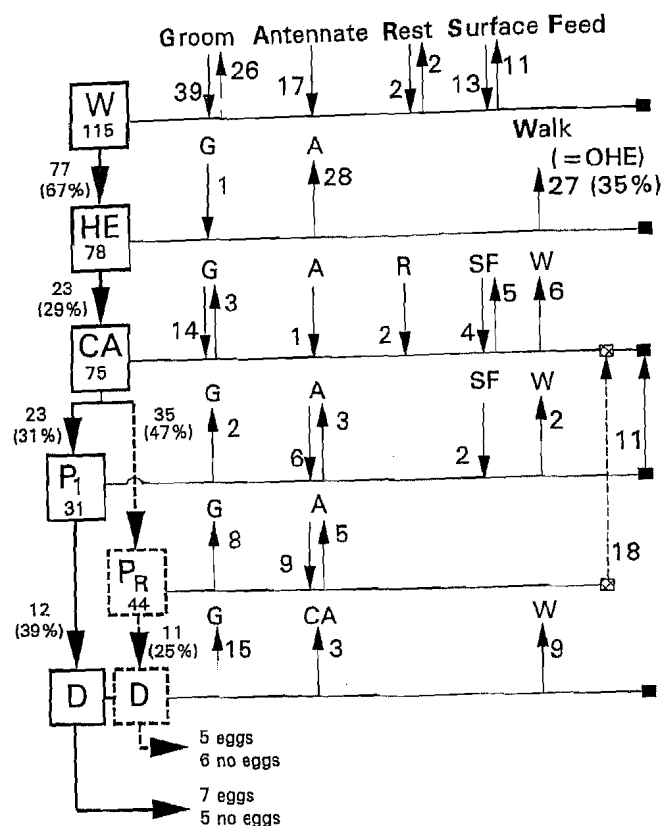 Groom Antennate Rest Surface Feed
39 26 17 2 2 13 11
W
115
77
(67%)
G A Walk
(=OHE)
1 28 27 (35%)
HE
78
23
(29%)
G A R SF W
14 3 1 2 4 5 6
CA
75
23
(31%)
35
(47%)
G A SF W
2 6 3 2 2 11
P1
31
G A
8 9 5 18
PR
44
12
(39%)
11
(25%)
G CA W
15 3 9
D D
5 eggs
6 no eggs
7 eggs
5 no eggs